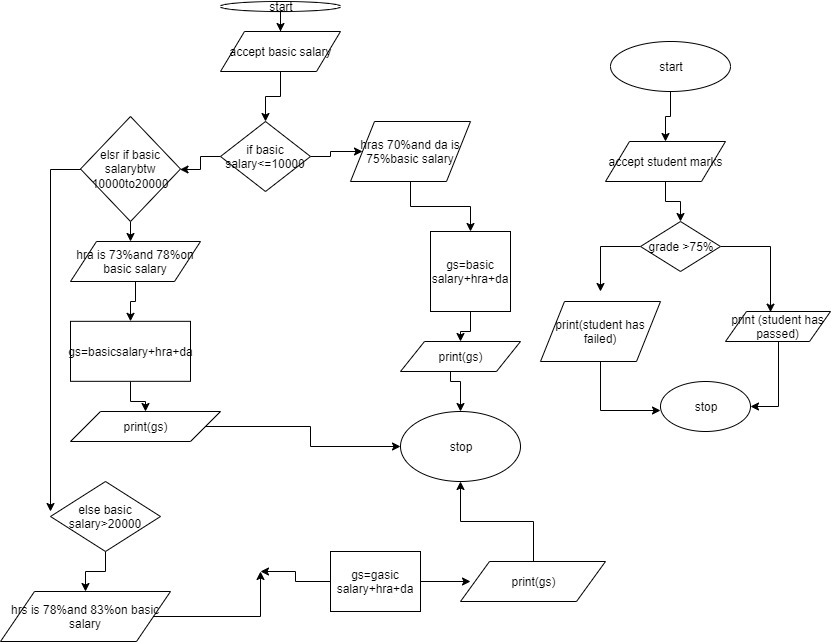 start
accept basic salary
if basic
salary<=10000
elsr if basic
salarybtw
10000to20000
hras 70%and da is
75%basic salary
hra is 73%and 78%on
basic salary
gs=basic
salary+hra+da
gs=basicsalary+hra+da
print(gs)
print(gs)
stop
else basic
salary>20000
hrs is 78%and 83%on basic
salary
gs=gasic
salary+hra+da
print(gs)
start
accept student marks
grade >75%
print(student has
failed)
print (student has
passed)
stop